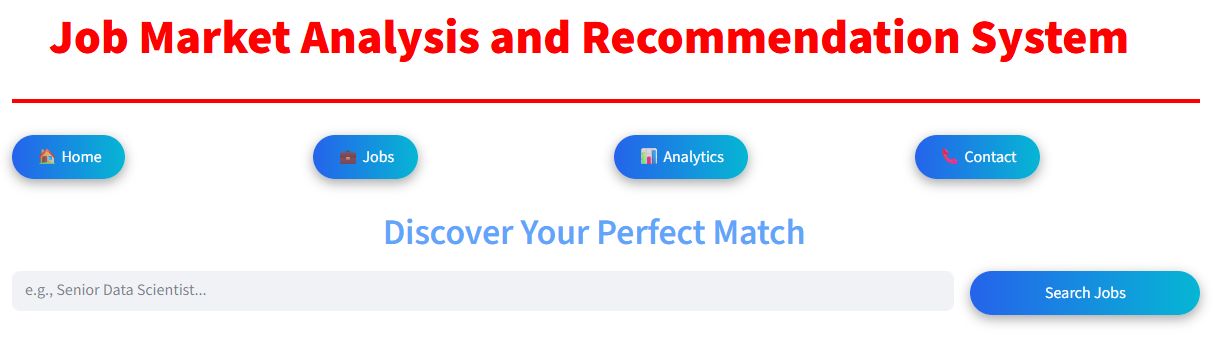 Job Market Analysis and Recommendation System
Home
Jobs
Analytics
Contact
Discover Your Perfect Match
e.g., Senior Data Scientist...
Search Jobs